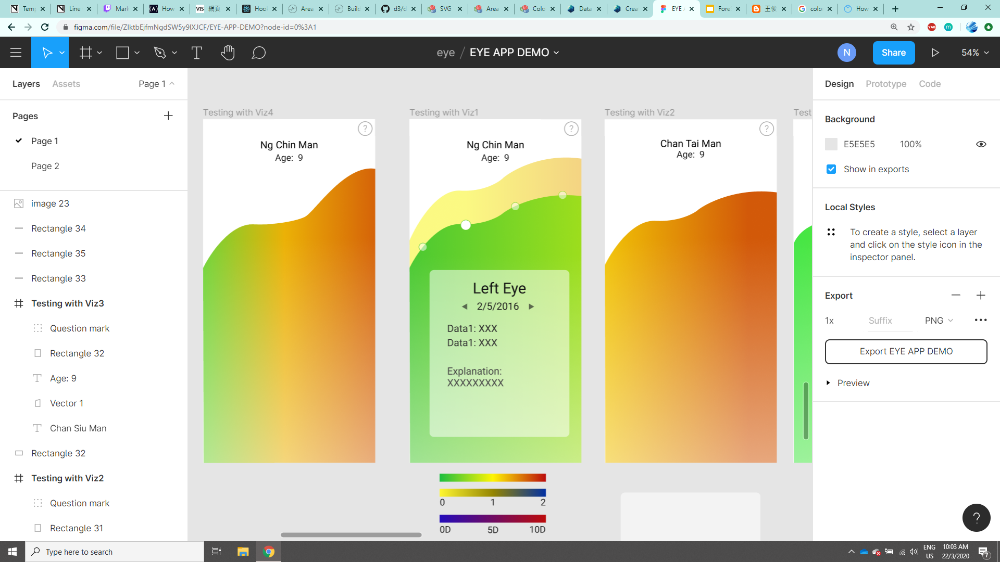 Temp
Line
Mark
How
VIS 網頁
Hook
Area
Build
d3/d
SVG
Area
Colo
Data
Crea
EYE
Fore
王俊
colo
How
figma.com/file/ZIktbEjfmNgdSW5y9IXJCF/EYE-APP-DEMO?node-id=0%3A1
YAB
m
eye / EYE APP DEMO
N
Share
54%
Layers
Assets
Page 1
Pages
Page 1
Page 2
image 23
Rectangle 34
Rectangle 35
Rectangle 33
Testing with Viz3
Question mark
Rectangle 32
Age: 9
Vector 1
Chan Siu Man
Rectangle 32
Testing with Viz2
Question mark
Rectangle 31
Testing with Viz4
?
Ng Chin Man
Age: 9
Testing with Viz1
?
Ng Chin Man
Age: 9
Left Eye
2/5/2016
Data1: XXX
Data1: XXX
Explanation:
XXXXXXXXX
0 1 2
0D 5D 10D
Testing with Viz2
?
Chan Tai Man
Age: 9
Test
Design
Prototype
Code
Background
E5E5E5
100%
Show in exports
Local Styles
To create a style, select a layer
and click on the style icon in the
inspector panel.
Export
1x
Suffix
PNG
Export EYE APP DEMO
Preview
?
Type here to search
ENG
US
10:03 AM
22/3/2020
7